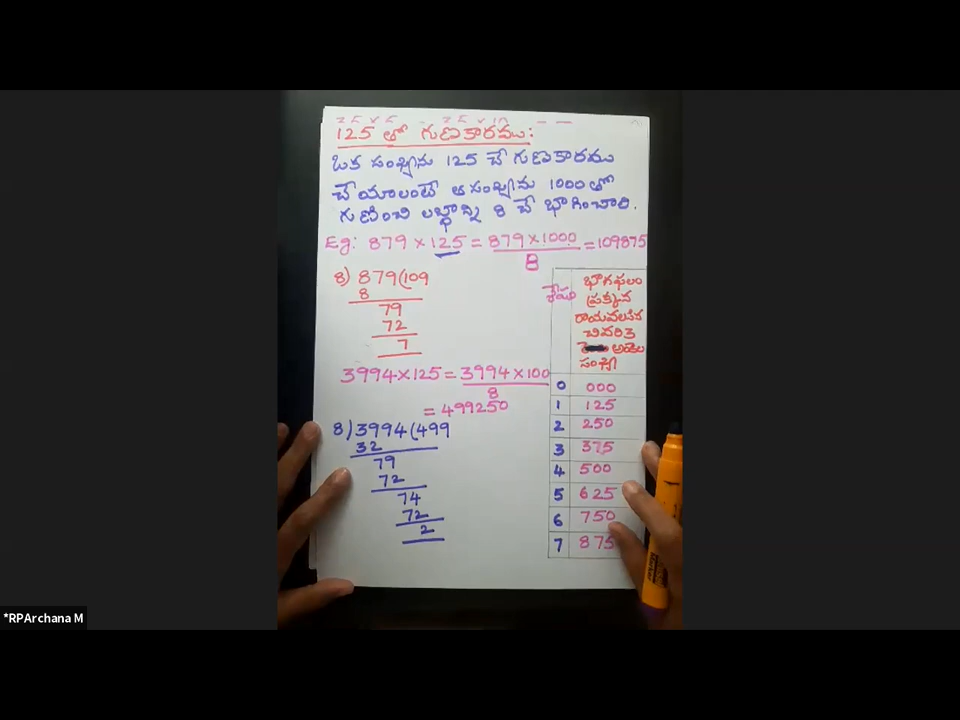 125 తో గుణకారము:
ఒక సంఖ్యను 125 చే గుణకారము
చేయాలంటే ఆ సంఖ్యను 1000 తో
గుణించి లబ్ధాన్ని 8 చే భాగించాలి.
Eg: 879 × 125 = 879 × 1000 / 8 = 109875
8) 879 (109
8
79
72
7
3994 × 125 = 3994 × 100
8
= 499250
8) 3994 (499
32
79
72
74
72
2
శేషం భాగఫలం
ప్రక్కన
రాయవలసిన
చివరి 3
అంకెల
సంఖ్య
0 000
1 125
2 250
3 375
4 500
5 625
6 750
7 875
*RPArchana M